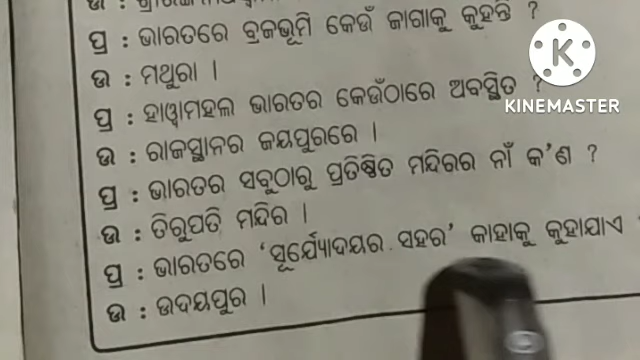 ପ୍ର : ଭାରତରେ ବ୍ରଜଭୂମି କେଉଁ ଜାଗାକୁ କୁହନ୍ତି ?
ଉ : ମଥୁରା ।
ପ୍ର : ହାୱାମହଲ ଭାରତର କେଉଁଠାରେ ଅବସ୍ଥିତ ?
ଉ : ରାଜସ୍ଥାନର ଜୟପୁରରେ ।
ପ୍ର : ଭାରତର ସବୁଠାରୁ ପ୍ରତିଷ୍ଠିତ ମନ୍ଦିରର ନାଁ କ'ଣ ?
ଉ : ତିରୁପତି ମନ୍ଦିର ।
ପ୍ର : ଭାରତରେ 'ସୂର୍ଯ୍ୟୋଦୟର ସହର' କାହାକୁ କୁହାଯାଏ
ଉ : ଉଦୟପୁର ।
KINEMASTER